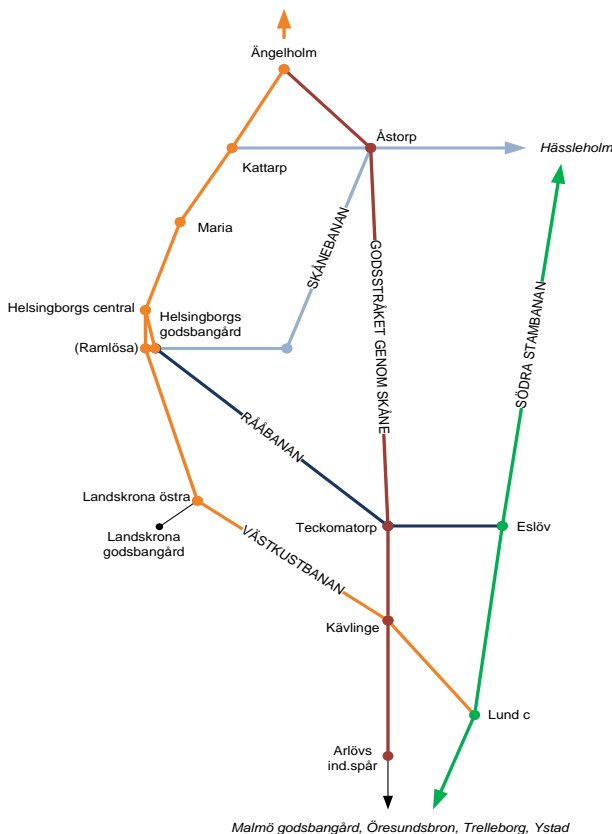 Ängelholm
Åstorp
Hässleholm
Kattarp
Maria
SKÅNEBANAN
GODSSTRÅKET GENOM SKÅNE
SÖDRA STAMBANAN
Helsingborgs central
Helsingborgs
godsbangård
(Ramlösa)
RÅÅBANAN
Landskrona östra
Landskrona
godsbangård
VÄSTKUSTBANAN
Teckomatorp
Eslöv
Kävlinge
Lund c
Arlövs
ind.spår
Malmö godsbangård, Öresundsbron, Trelleborg, Ystad